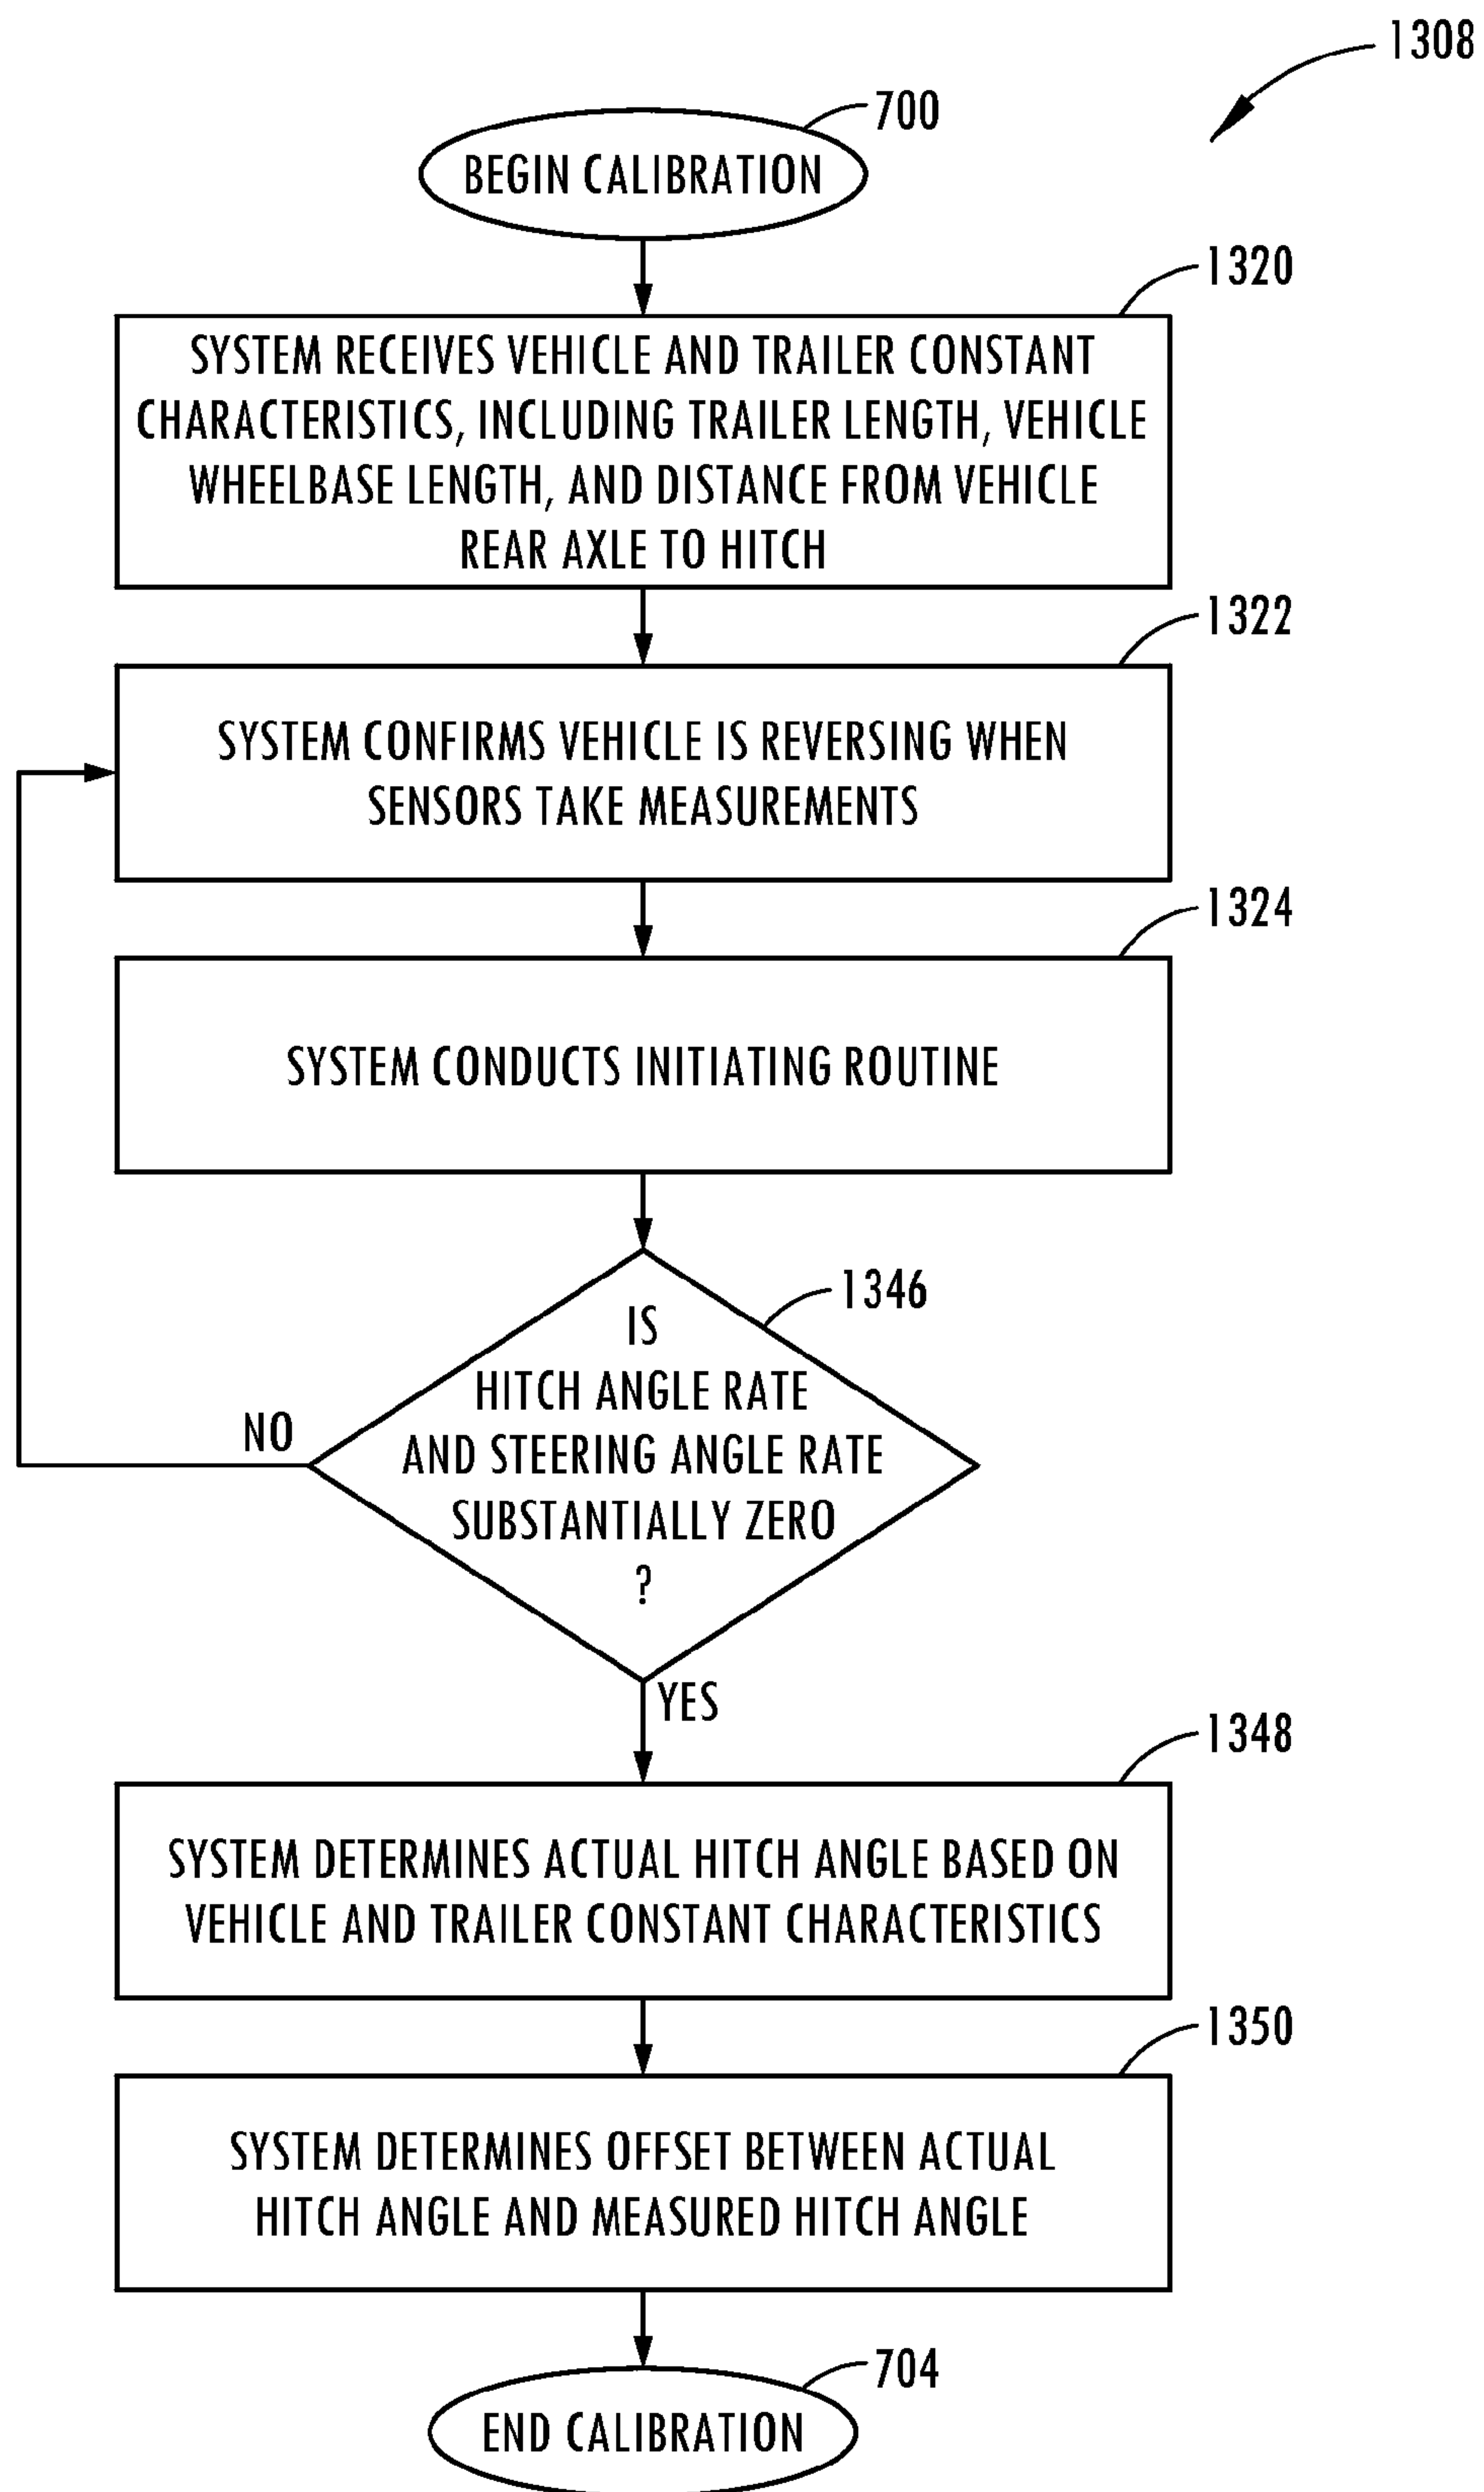 1308
700
BEGIN CALIBRATION
1320
SYSTEM RECEIVES VEHICLE AND TRAILER CONSTANT
CHARACTERISTICS, INCLUDING TRAILER LENGTH, VEHICLE
WHEELBASE LENGTH, AND DISTANCE FROM VEHICLE
REAR AXLE TO HITCH
1322
SYSTEM CONFIRMS VEHICLE IS REVERSING WHEN
SENSORS TAKE MEASUREMENTS
1324
SYSTEM CONDUCTS INITIATING ROUTINE
1346
IS
HITCH ANGLE RATE
AND STEERING ANGLE RATE
SUBSTANTIALLY ZERO
?
NO
YES
1348
SYSTEM DETERMINES ACTUAL HITCH ANGLE BASED ON
VEHICLE AND TRAILER CONSTANT CHARACTERISTICS
1350
SYSTEM DETERMINES OFFSET BETWEEN ACTUAL
HITCH ANGLE AND MEASURED HITCH ANGLE
704
END CALIBRATION